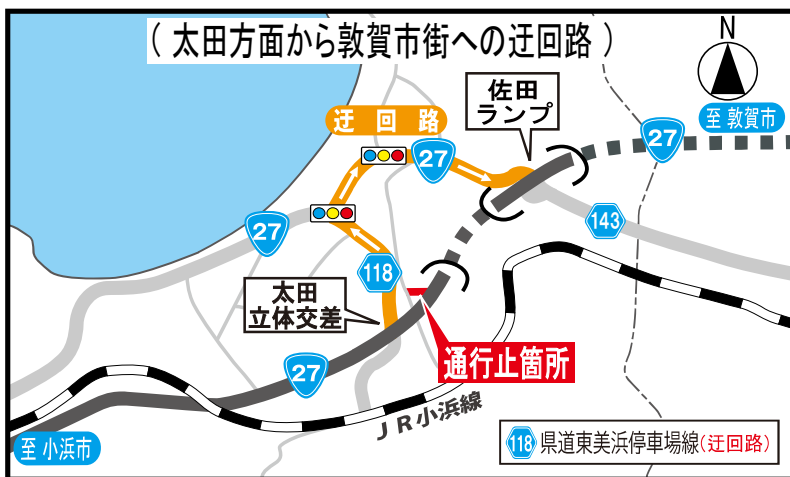 (太田方面から敦賀市街への迂回路)
N
佐田
ランプ
至 敦賀市
迂回路
27
27
27
143
118
太田
立体交差
27
通行止箇所
JR小浜線
至 小浜市
118 県道東美浜停車場線(迂回路)